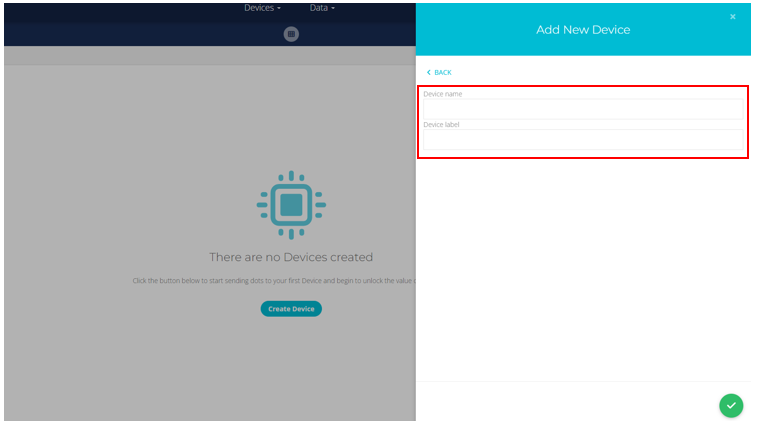 Devices
Data
Add New Device
×
BACK
Device name
Device label
There are no Devices created
Click the button below to start sending dots to your first Device and begin to unlock the value
Create Device